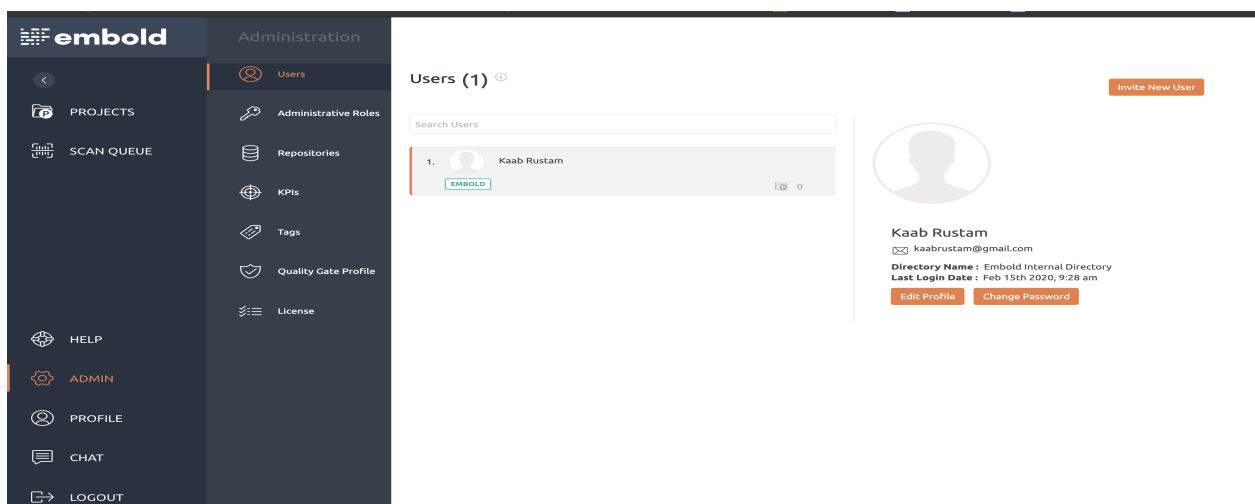 embold
PROJECTS
SCAN QUEUE
HELP
ADMIN
PROFILE
CHAT
LOGOUT
Administration
Users
Administrative Roles
Repositories
KPIs
Tags
Quality Gate Profile
License
Users (1)
Invite New User
Search Users
1. Kaab Rustam
EMBOLD
0
Kaab Rustam
kaabrustam@gmail.com
Directory Name : Embold Internal Directory
Last Login Date : Feb 15th 2020, 9:28 am
Edit Profile Change Password